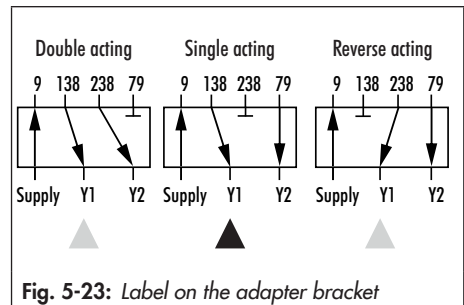 Double acting Single acting Reverse acting
9 138 238 79 9 138 238 79 9 138 238 79
Supply Y1 Y2 Supply Y1 Y2 Supply Y1 Y2
Fig. 5-23: Label on the adapter bracket